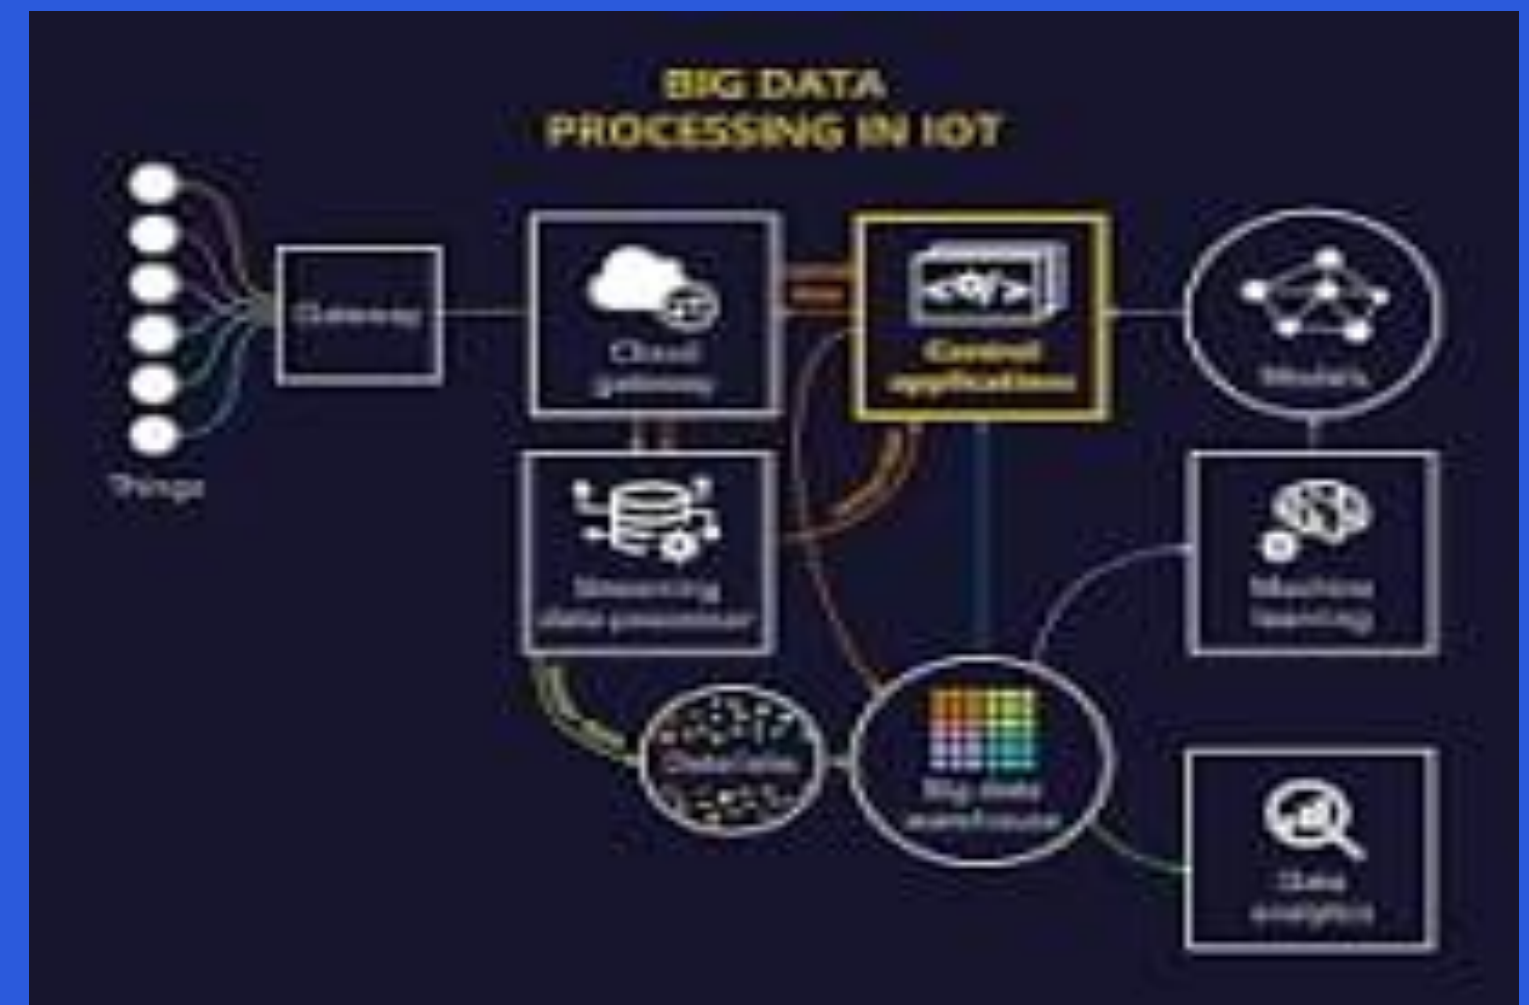 BIG DATA
PROCESSING IN IOT
Gateway
Cloud
gateway
Control
applications
Models
Things
Streaming
data processor
Machine
learning
Data lake
Big data
warehouse
Data
analytics